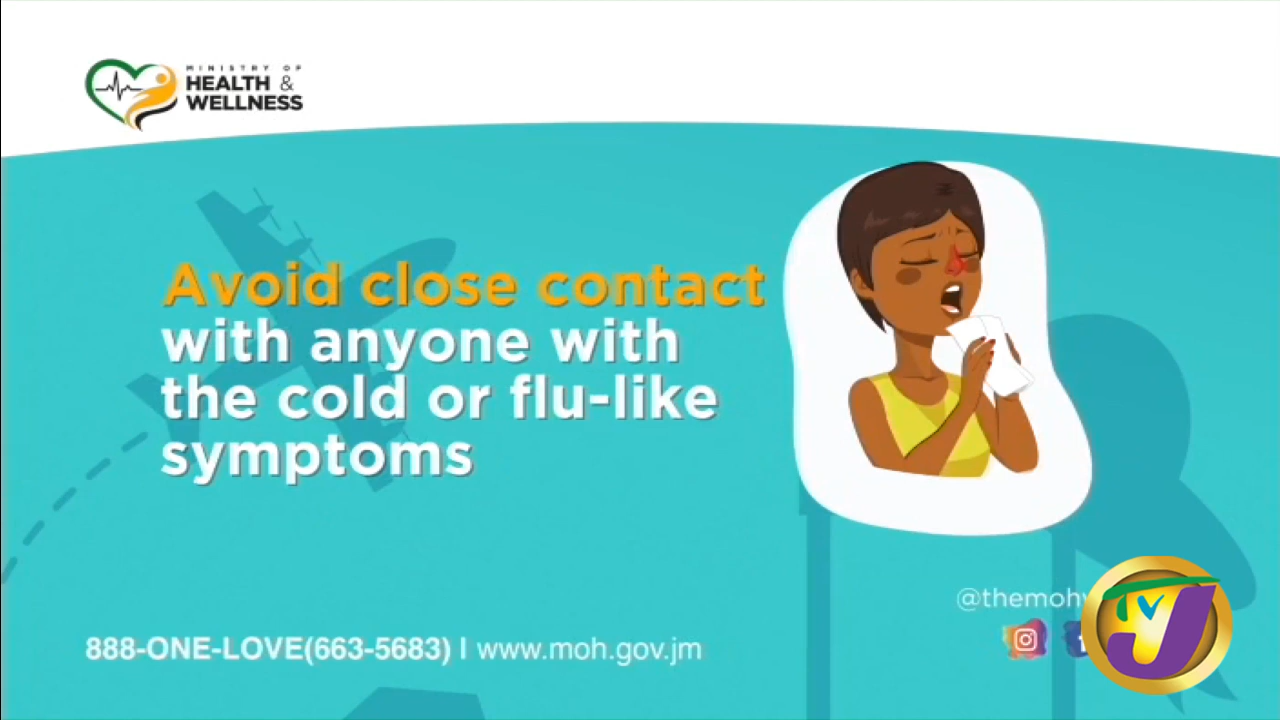 MINISTRY OF
HEALTH &
WELLNESS
Avoid close contact
with anyone with
the cold or flu-like
symptoms
888-ONE-LOVE(663-5683) | www.moh.gov.jm
TVJ